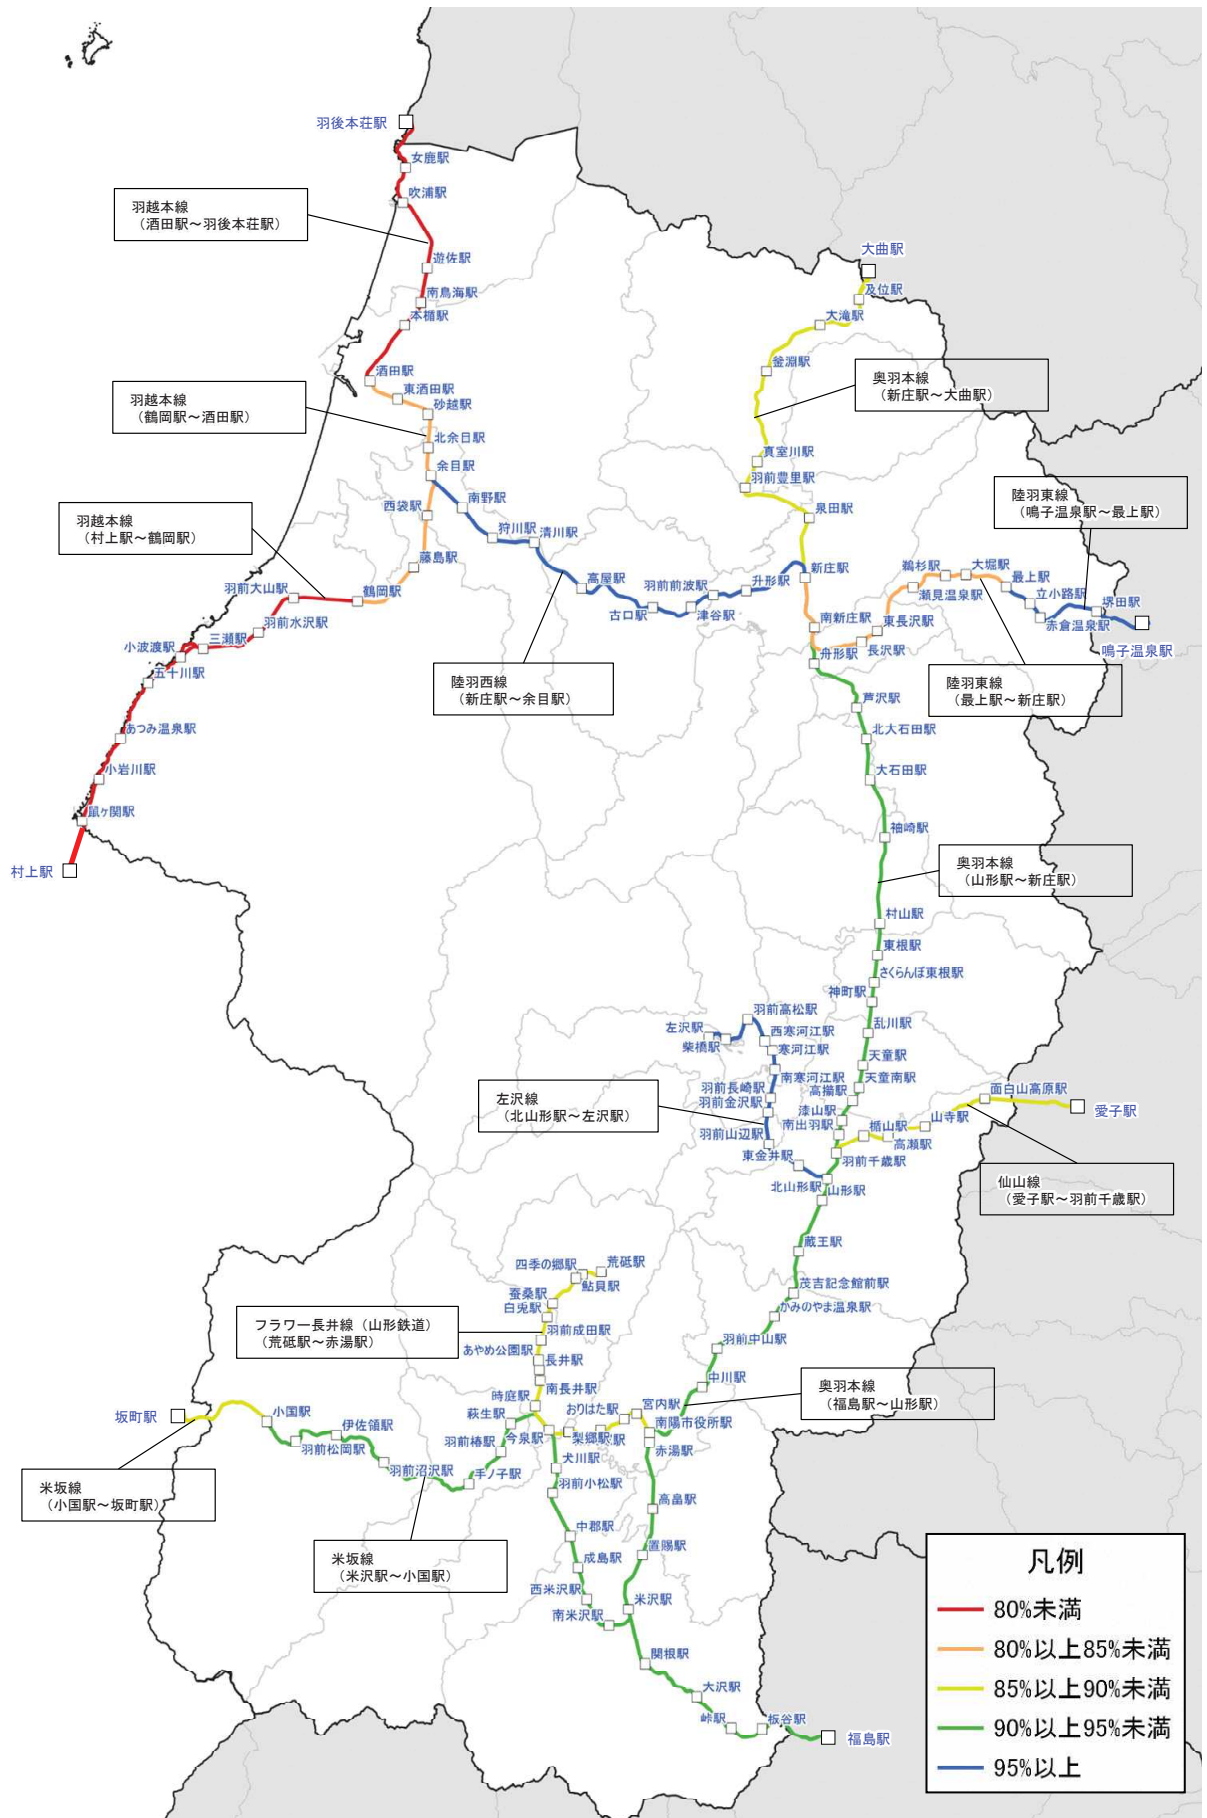 羽後本荘駅
女鹿駅
吹浦駅
羽越本線
（酒田駅～羽後本荘駅）
遊佐駅
南鳥海駅
本楯駅
大曲駅
及位駅
大滝駅
釜淵駅
奥羽本線
（新庄駅～大曲駅）
酒田駅
東酒田駅
砂越駅
羽越本線
（鶴岡駅～酒田駅）
北余目駅
余目駅
真室川駅
羽前豊里駅
南野駅
西袋駅
狩川駅
清川駅
泉田駅
陸羽東線
（鳴子温泉駅～最上駅）
羽越本線
（村上駅～鶴岡駅）
藤島駅
鶴岡駅
羽前大山駅
高屋駅
古口駅
羽前前波駅
津谷駅
升形駅
新庄駅
鵜杉駅
大堀駅
瀬見温泉駅
最上駅
立小路駅
赤倉温泉駅
堺田駅
鳴子温泉駅
羽前水沢駅
三瀬駅
小波渡駅
五十川駅
南新庄駅
東長沢駅
長沢駅
舟形駅
陸羽西線
（新庄駅～余目駅）
陸羽東線
（最上駅～新庄駅）
あつみ温泉駅
小岩川駅
鼠ヶ関駅
村上駅
芦沢駅
北大石田駅
大石田駅
袖崎駅
奥羽本線
（山形駅～新庄駅）
村山駅
東根駅
さくらんぼ東根駅
神町駅
乱川駅
天童駅
天童南駅
高擶駅
漆山駅
南出羽駅
羽前千歳駅
羽前高松駅
左沢駅
柴橋駅
西寒河江駅
寒河江駅
南寒河江駅
羽前長崎駅
羽前金沢駅
羽前山辺駅
東金井駅
北山形駅
山形駅
左沢線
（北山形駅～左沢駅）
面白山高原駅
愛子駅
山寺駅
楯山駅
高瀬駅
仙山線
（愛子駅～羽前千歳駅）
蔵王駅
茂吉記念館前駅
かみのやま温泉駅
羽前中山駅
中川駅
奥羽本線
（福島駅～山形駅）
荒砥駅
四季の郷駅
鮎貝駅
蚕桑駅
白兎駅
フラワー長井線（山形鉄道）
（荒砥駅～赤湯駅）
羽前成田駅
あやめ公園駅
長井駅
南長井駅
時庭駅
おりはた駅
宮内駅
南陽市役所駅
赤湯駅
梨郷駅
今泉駅
萩生駅
羽前椿駅
手ノ子駅
羽前沼沢駅
伊佐領駅
羽前松岡駅
小国駅
坂町駅
米坂線
（小国駅～坂町駅）
米坂線
（米沢駅～小国駅）
犬川駅
羽前小松駅
中郡駅
成島駅
西米沢駅
南米沢駅
高畠駅
置賜駅
米沢駅
関根駅
大沢駅
峠駅
板谷駅
福島駅
凡例
80%未満
80%以上85%未満
85%以上90%未満
90%以上95%未満
95%以上